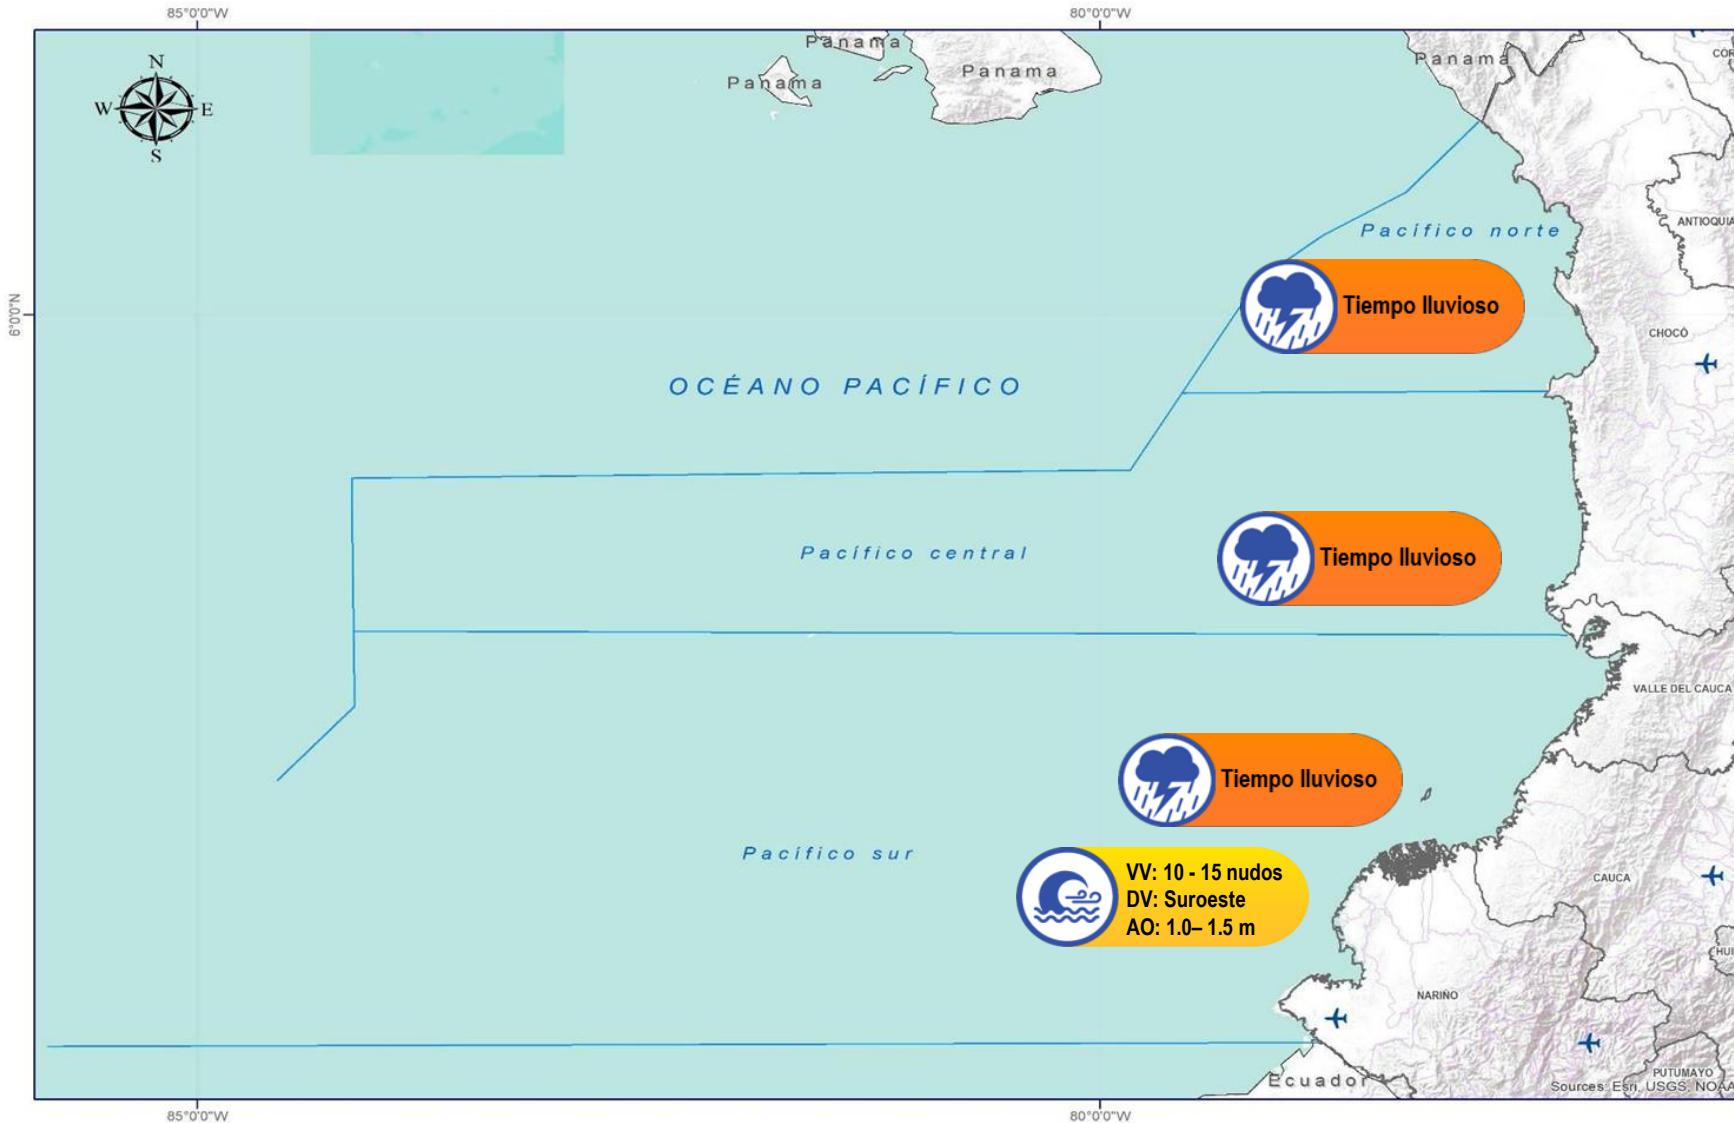 85°0'0"W
80°0'0"W
Panama
Panama
Panama
Panama
N
W
E
S
ANTIOQUIA
Pacífico norte
6°0'0"N
Tiempo lluvioso
CHOCÓ
OCÉANO PACÍFICO
Pacífico central
Tiempo lluvioso
VALLE DEL CAUCA
Tiempo lluvioso
Pacífico sur
VV: 10 - 15 nudos
DV: Suroeste
AO: 1.0– 1.5 m
CAUCA
HUI
NARIÑO
PUTUMAYO
Ecuador
Sources: Esri, USGS, NOAA
85°0'0"W
80°0'0"W